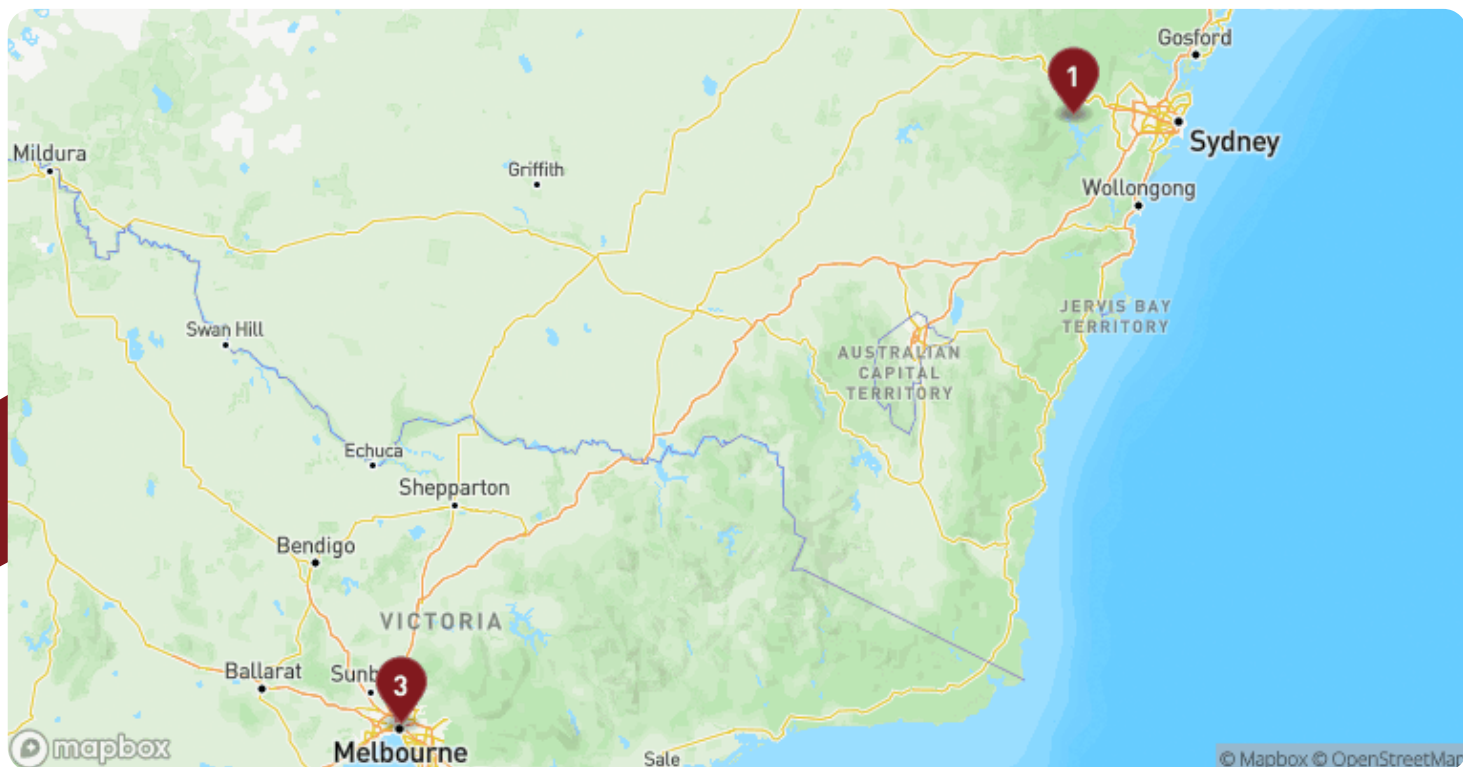 Gosford
1
Sydney
Mildura
Griffith
Wollongong
JERVIS BAY
TERRITORY
Swan Hill
AUSTRALIAN
CAPITAL
TERRITORY
Echuca
Shepparton
Bendigo
VICTORIA
Ballarat
Sunb
3
Melbourne
Sale
mapbox
© Mapbox © OpenStreetMap